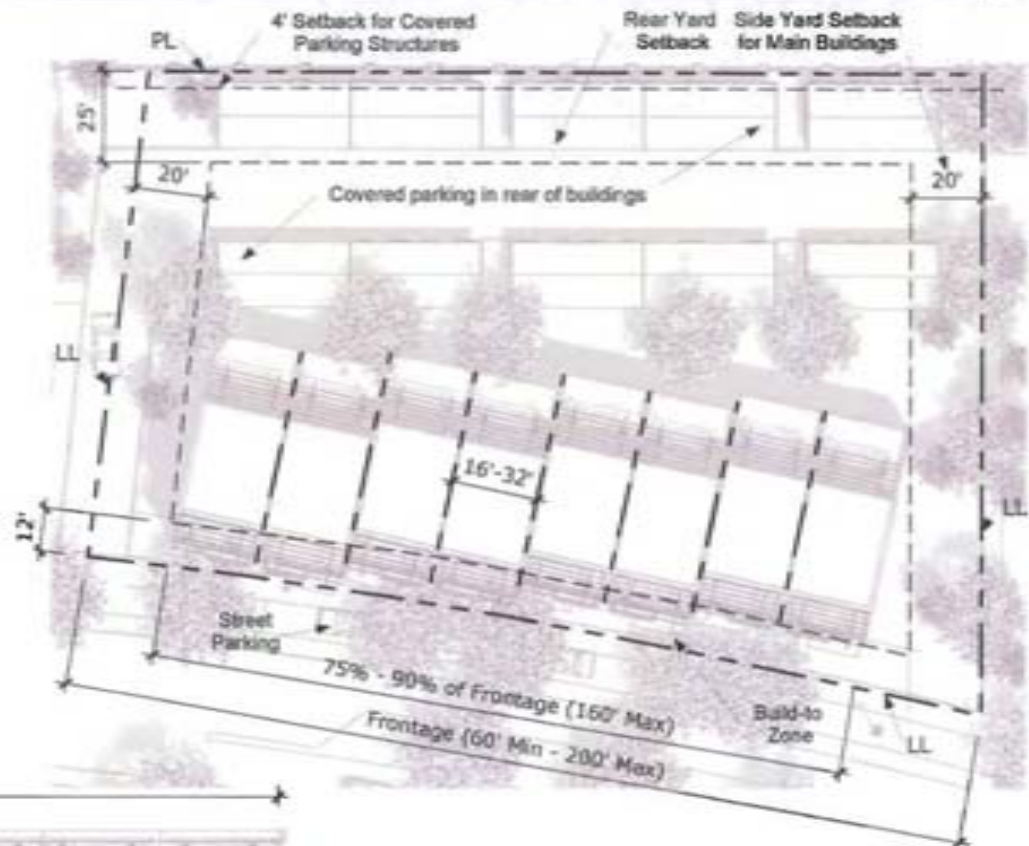 4' Setback for Covered
Parking Structures
Rear Yard
Setback
Side Yard Setback
for Main Buildings
PL
25'
20'
20'
Covered parking in rear of buildings
LL
16'-32'
LL
12'
Street
Parking
75% - 90% of Frontage (160' Max)
Build-to
Zone
LL
Frontage (60' Min - 200' Max)